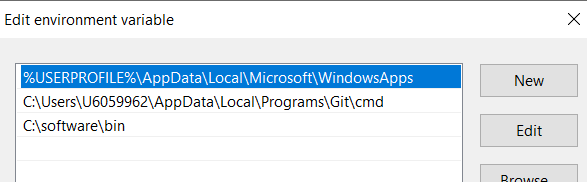 Edit environment variable
%USERPROFILE%\AppData\Local\Microsoft\WindowsApps
New
C:\Users\U6059962\AppData\Local\Programs\Git\cmd
C:\software\bin
Edit
Browse...